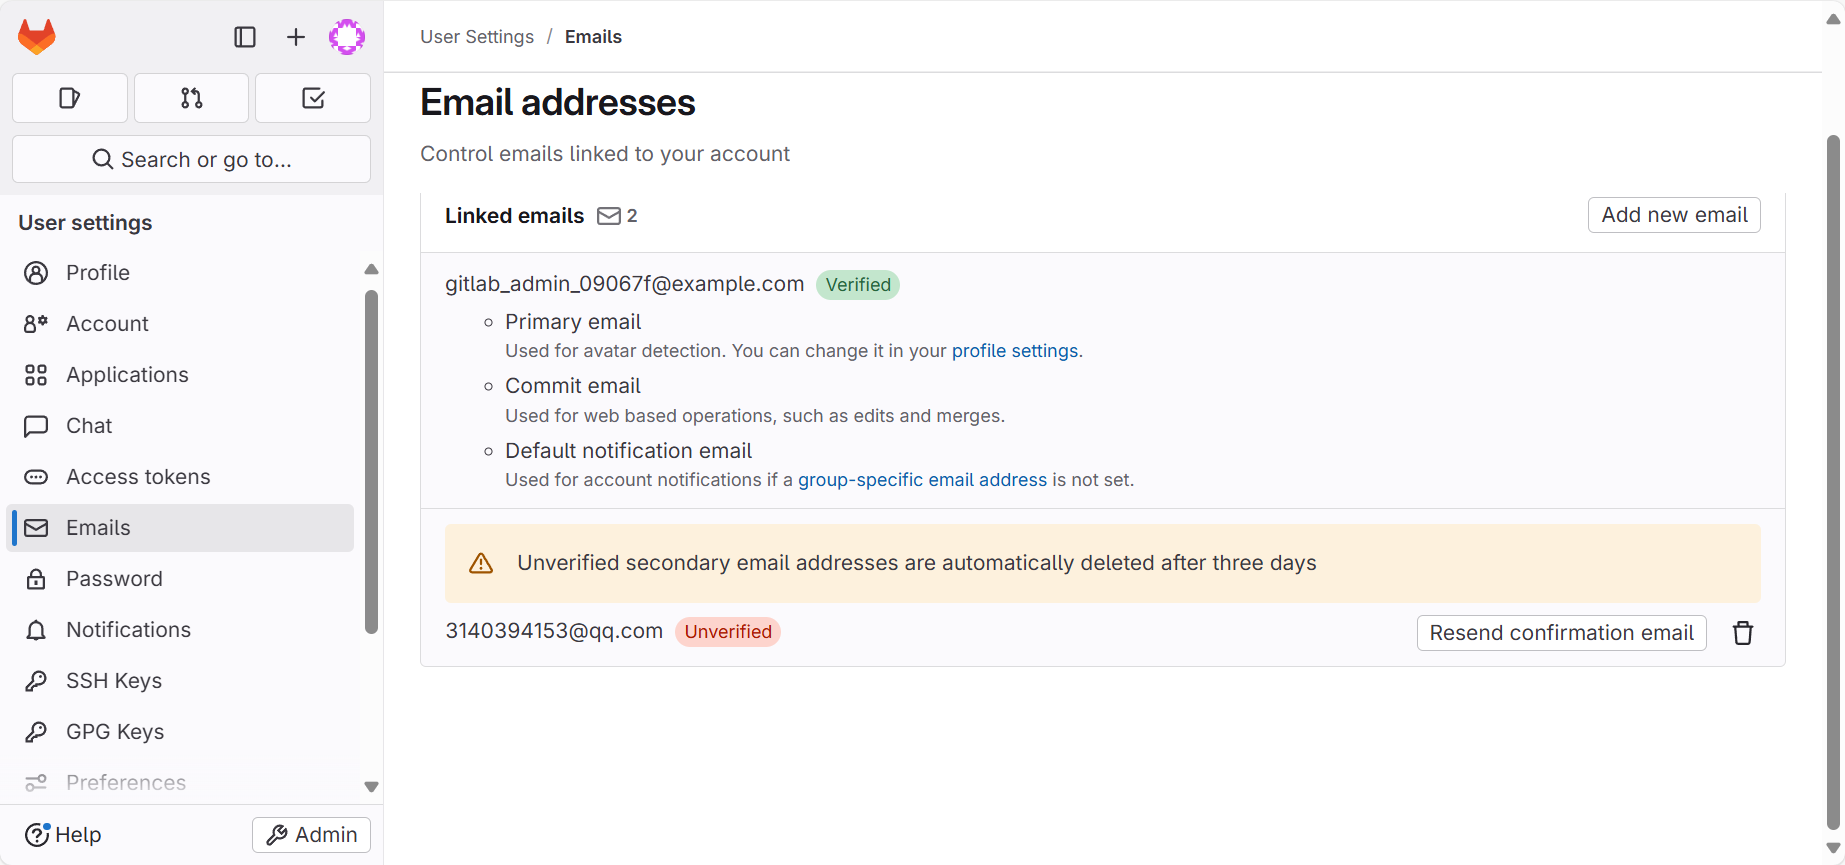 User Settings / Emails
Search or go to...
User settings
Profile
Account
Applications
Chat
Access tokens
Emails
Password
Notifications
SSH Keys
GPG Keys
Preferences
Help
Admin
Email addresses
Control emails linked to your account
Linked emails 2
Add new email
gitlab_admin_09067f@example.com Verified
Primary email
Used for avatar detection. You can change it in your profile settings.
Commit email
Used for web based operations, such as edits and merges.
Default notification email
Used for account notifications if a group-specific email address is not set.
Unverified secondary email addresses are automatically deleted after three days
3140394153@qq.com Unverified
Resend confirmation email